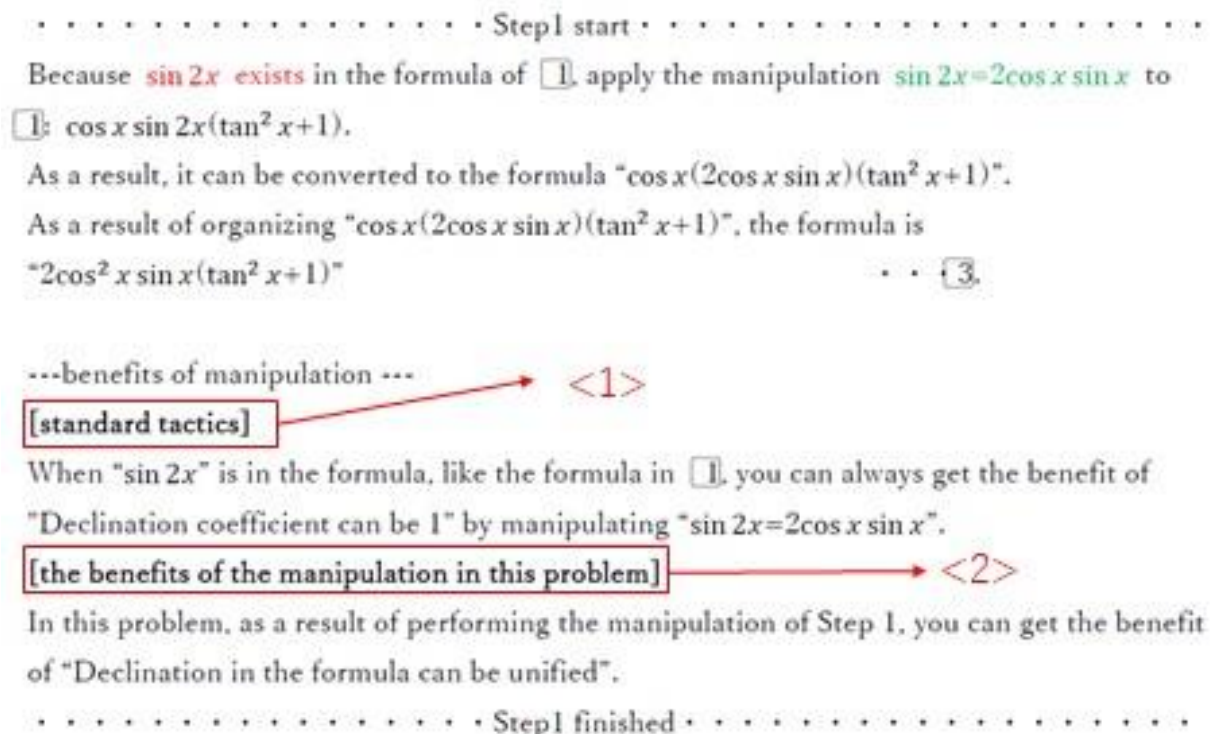 ・・・・・・・・・・・・・・・・Step1 start・・・・・・・・・・・・・・・・・・・・
Because sin 2x exists in the formula of 1, apply the manipulation sin 2x=2cos x sin x to
1: cos x sin 2x(tan² x+1).
As a result, it can be converted to the formula “cos x(2cos x sin x)(tan² x+1)”.
As a result of organizing “cos x(2cos x sin x)(tan² x+1)”, the formula is
“2cos² x sin x(tan² x+1)” ・・・3.
---benefits of manipulation ---
<1>
[standard tactics]
When “sin 2x” is in the formula, like the formula in 1, you can always get the benefit of
"Declination coefficient can be 1” by manipulating “sin 2x=2cos x sin x”.
[the benefits of the manipulation in this problem] <2>
In this problem, as a result of performing the manipulation of Step 1, you can get the benefit
of “Declination in the formula can be unified”.
・・・・・・・・・・・・・・・・Step1 finished・・・・・・・・・・・・・・・・・・